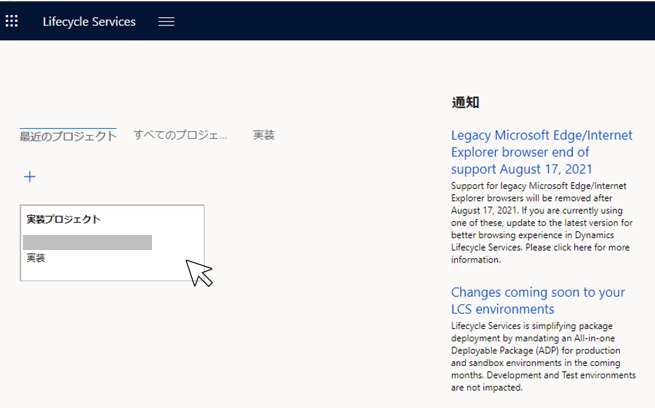 Lifecycle Services
最近のプロジェクト
すべてのプロジェ...
実装
実装プロジェクト
実装
通知
Legacy Microsoft Edge/Internet
Explorer browser end of
support August 17, 2021
Support for legacy Microsoft Edge/Internet
Explorer browsers will be removed after
August 17, 2021. If you are currently using
one of these, update to the latest version for
better browsing experience in Dynamics
Lifecycle Services. Please click here for more
information.
Changes coming soon to your
LCS environments
Lifecycle Services is simplifying package
deployment by mandating an All-in-one
Deployable Package (ADP) for production
and sandbox environments in the coming
months. Development and Test environments
are not impacted.